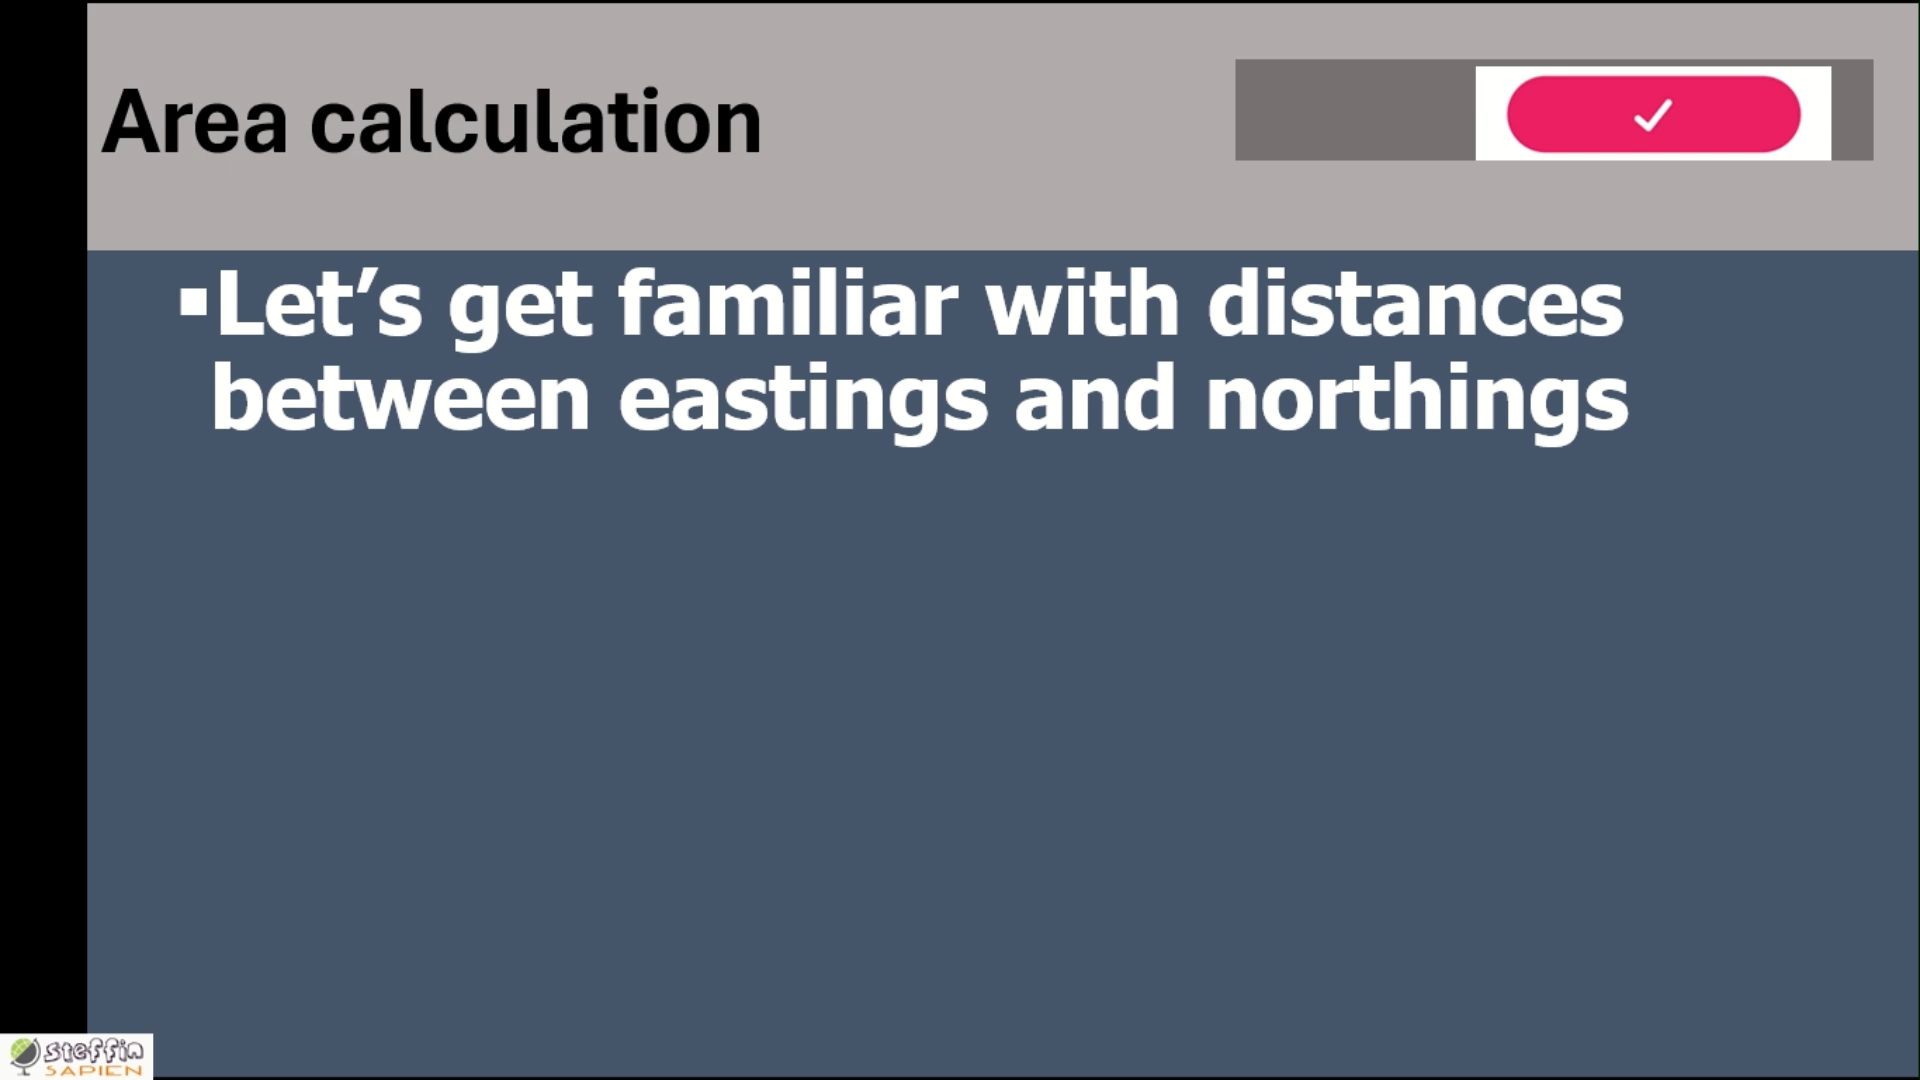 Area calculation
▪Let’s get familiar with distances
between eastings and northings
steffin
SAPIEN